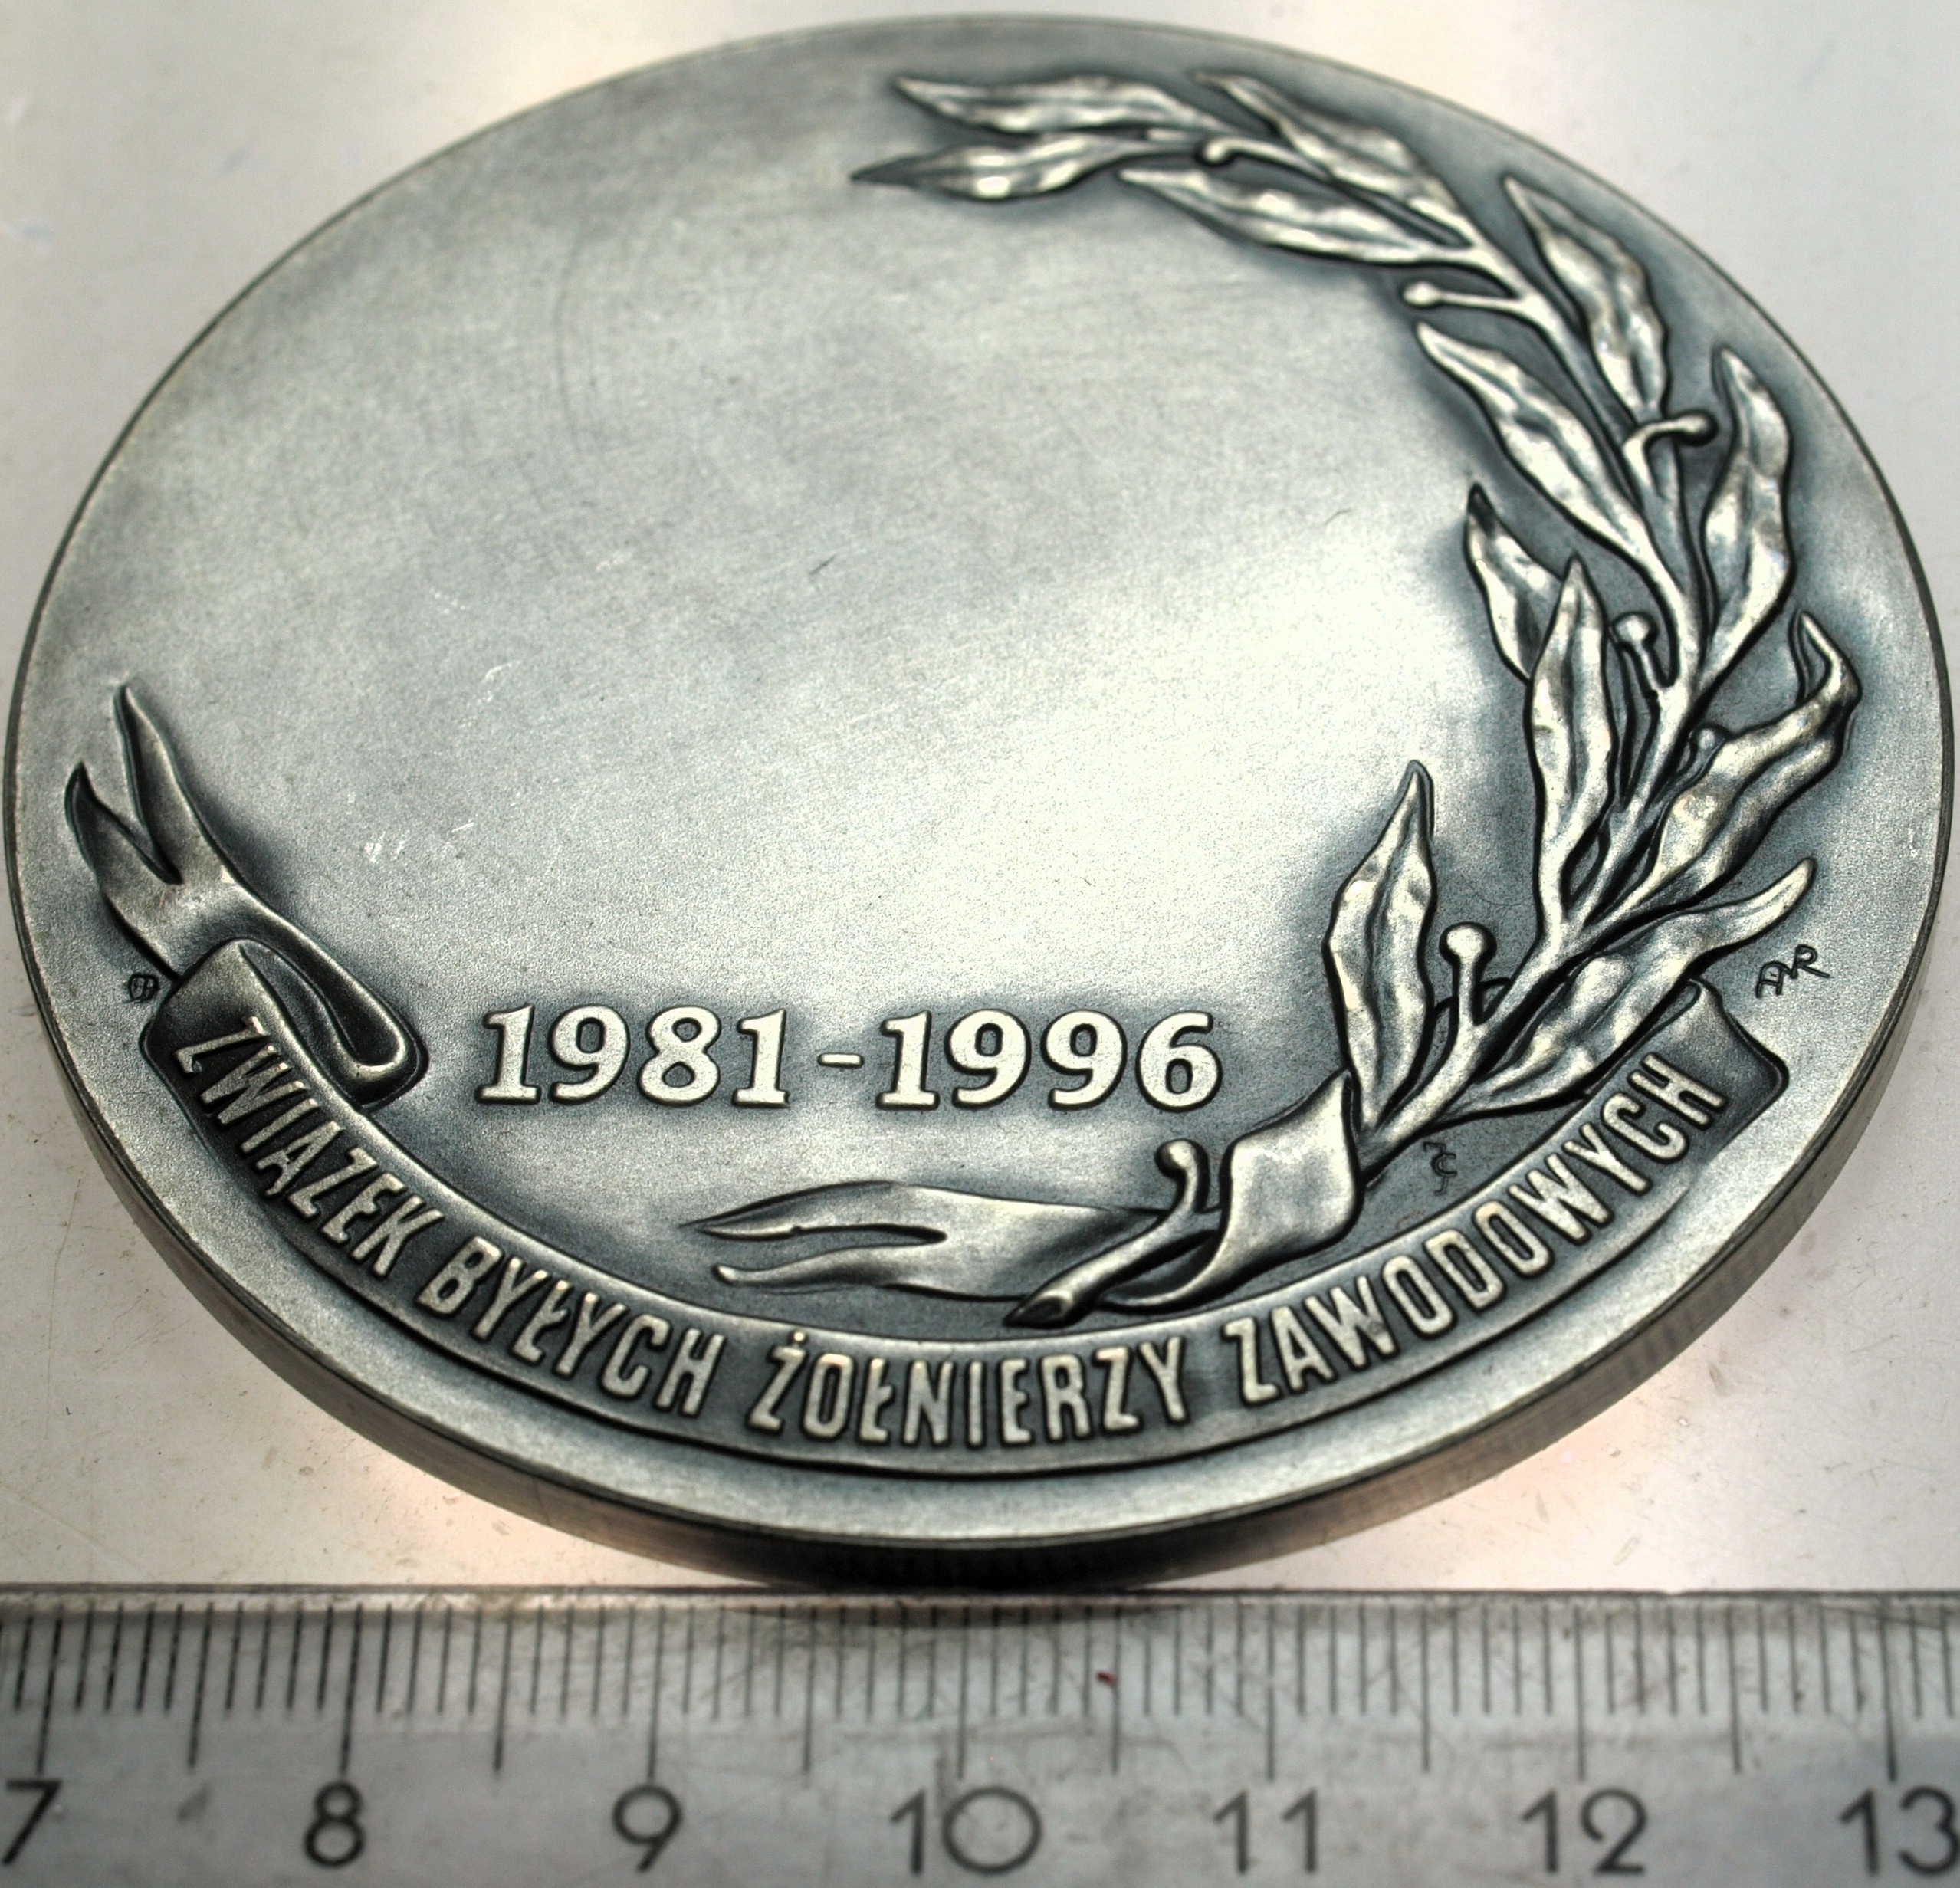 1981-1996
ZWIĄZEK BYŁYCH ŻOŁNIERZY ZAWODOWYCH
7 8 9 10 11 12 13